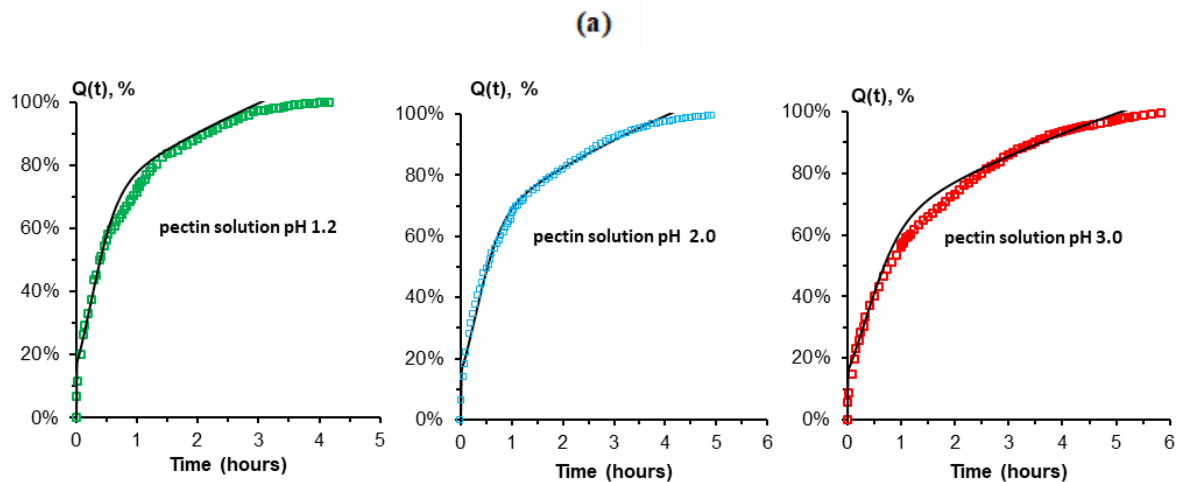 (a)
Q(t), %
100%
80%
60%
40%
20%
0%
0 1 2 3 4 5
Time (hours)
pectin solution pH 1.2
Q(t), %
100%
80%
60%
40%
20%
0%
0 1 2 3 4 5 6
Time (hours)
pectin solution pH 2.0
Q(t), %
100%
80%
60%
40%
20%
0%
0 1 2 3 4 5 6
Time (hours)
pectin solution pH 3.0